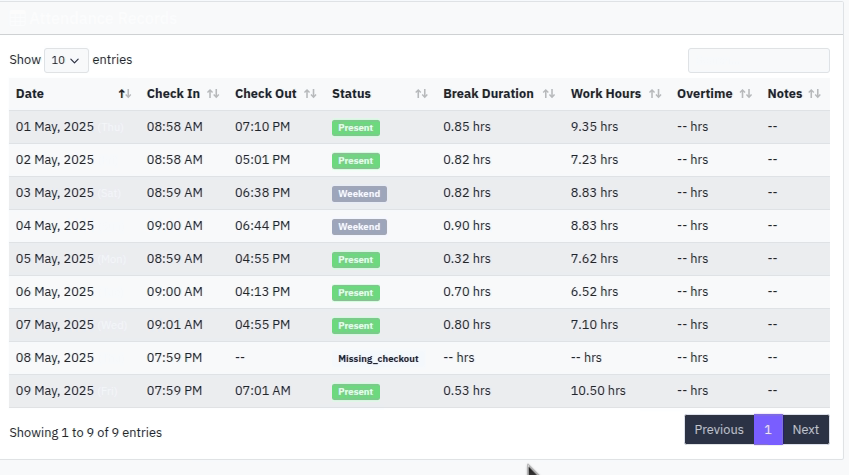 Attendance Records
Show 10 entries
Date Check In Check Out Status Break Duration Work Hours Overtime Notes
01 May, 2025 (Thu) 08:58 AM 07:10 PM Present 0.85 hrs 9.35 hrs -- hrs --
02 May, 2025 08:58 AM 05:01 PM Present 0.82 hrs 7.23 hrs -- hrs --
03 May, 2025 (Sat) 08:59 AM 06:38 PM Weekend 0.82 hrs 8.83 hrs -- hrs --
04 May, 2025 09:00 AM 06:44 PM Weekend 0.90 hrs 8.83 hrs -- hrs --
05 May, 2025 (Mon) 08:59 AM 04:55 PM Present 0.32 hrs 7.62 hrs -- hrs --
06 May, 2025 09:00 AM 04:13 PM Present 0.70 hrs 6.52 hrs -- hrs --
07 May, 2025 (Wed) 09:01 AM 04:55 PM Present 0.80 hrs 7.10 hrs -- hrs --
08 May, 2025 07:59 PM -- Missing_checkout -- hrs -- hrs -- hrs --
09 May, 2025 (Fri) 07:59 PM 07:01 AM Present 0.53 hrs 10.50 hrs -- hrs --
Showing 1 to 9 of 9 entries Previous 1 Next